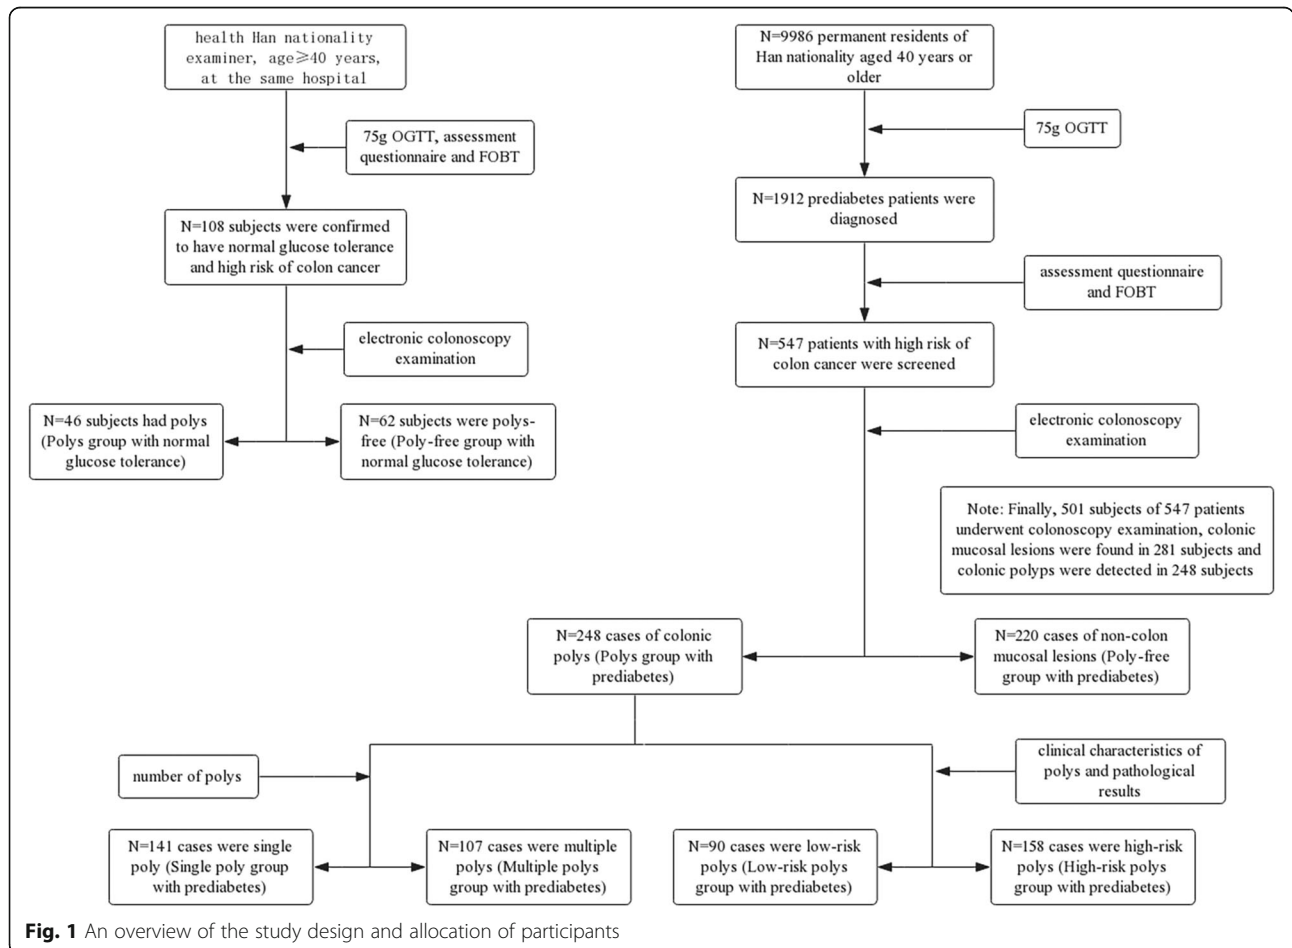 health Han nationality
examiner, age≥40 years,
at the same hospital
75g OGTT, assessment
questionnaire and FOBT
N=108 subjects were confirmed
to have normal glucose tolerance
and high risk of colon cancer
electronic colonoscopy
examination
N=46 subjects had polys
(Polys group with normal
glucose tolerance)
N=62 subjects were polys-
free (Poly-free group with
normal glucose tolerance)
N=9986 permanent residents of
Han nationality aged 40 years or
older
75g OGTT
N=1912 prediabetes patients were
diagnosed
assessment questionnaire
and FOBT
N=547 patients with high risk of
colon cancer were screened
electronic colonoscopy
examination
Note: Finally, 501 subjects of 547 patients
underwent colonoscopy examination, colonic
mucosal lesions were found in 281 subjects and
colonic polyps were detected in 248 subjects
N=248 cases of colonic
polys (Polys group with
prediabetes)
N=220 cases of non-colon
mucosal lesions (Poly-free
group with prediabetes)
number of polys
clinical characteristics of
polys and pathological
results
N=141 cases were single
poly (Single poly group
with prediabetes)
N=107 cases were multiple
polys (Multiple polys
group with prediabetes)
N=90 cases were low-risk
polys (Low-risk polys
group with prediabetes)
N=158 cases were high-risk
polys (High-risk polys
group with prediabetes)
Fig. 1 An overview of the study design and allocation of participants